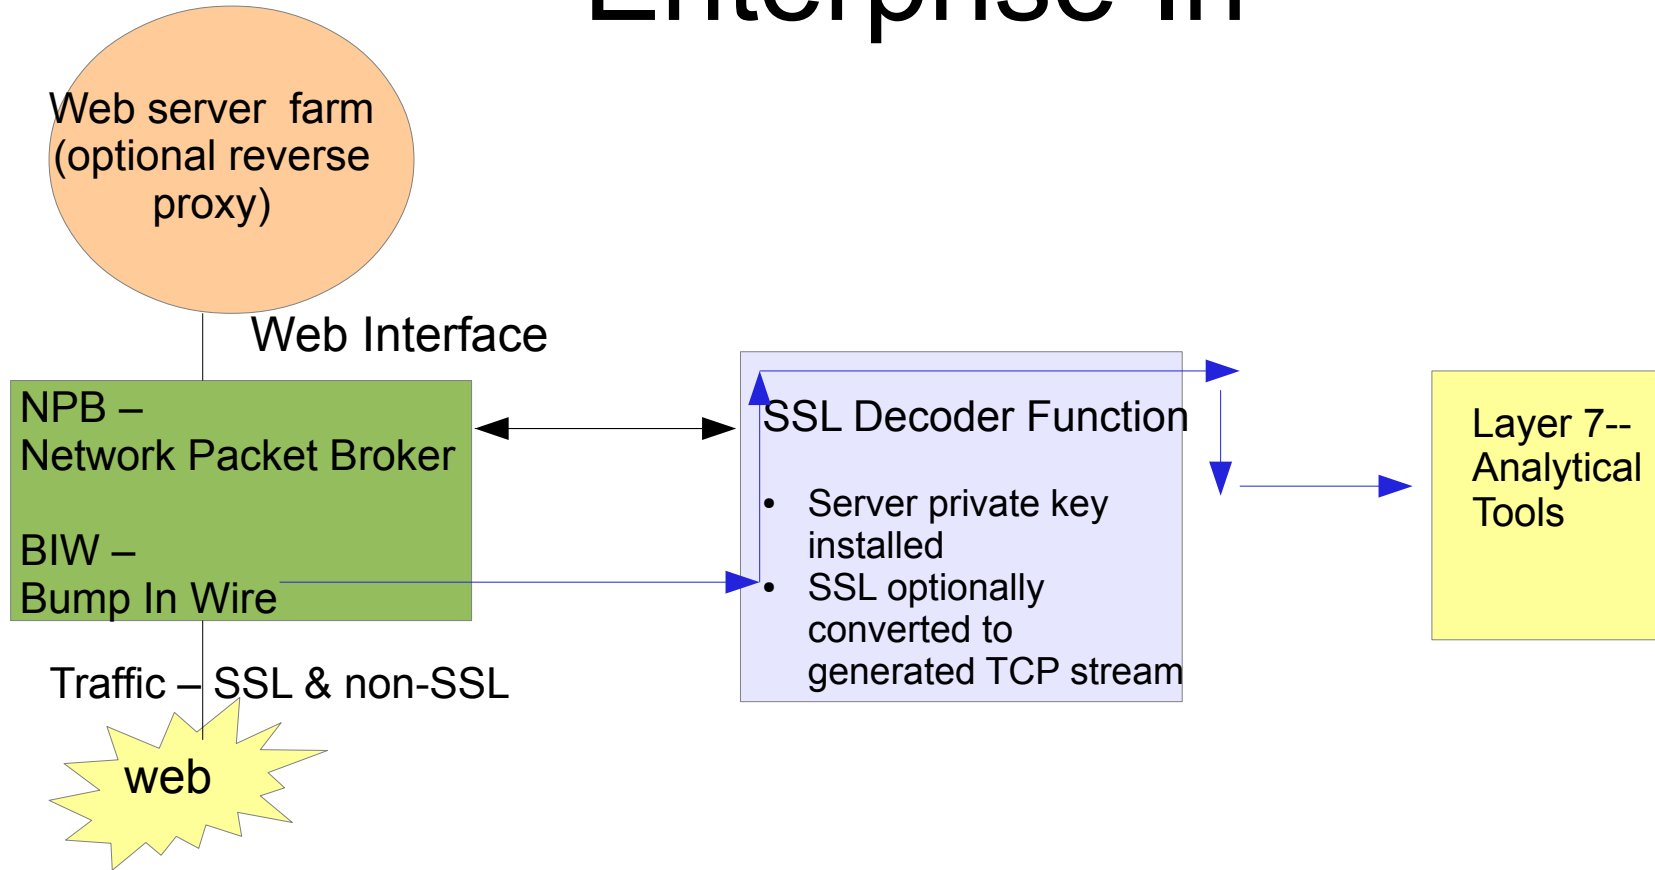 Enterprise In
Web server farm
(optional reverse
proxy)
Web Interface
NPB –
Network Packet Broker
BIW –
Bump In Wire
SSL Decoder Function
• Server private key
installed
• SSL optionally
converted to
generated TCP stream
Layer 7--
Analytical
Tools
Traffic – SSL & non-SSL
web